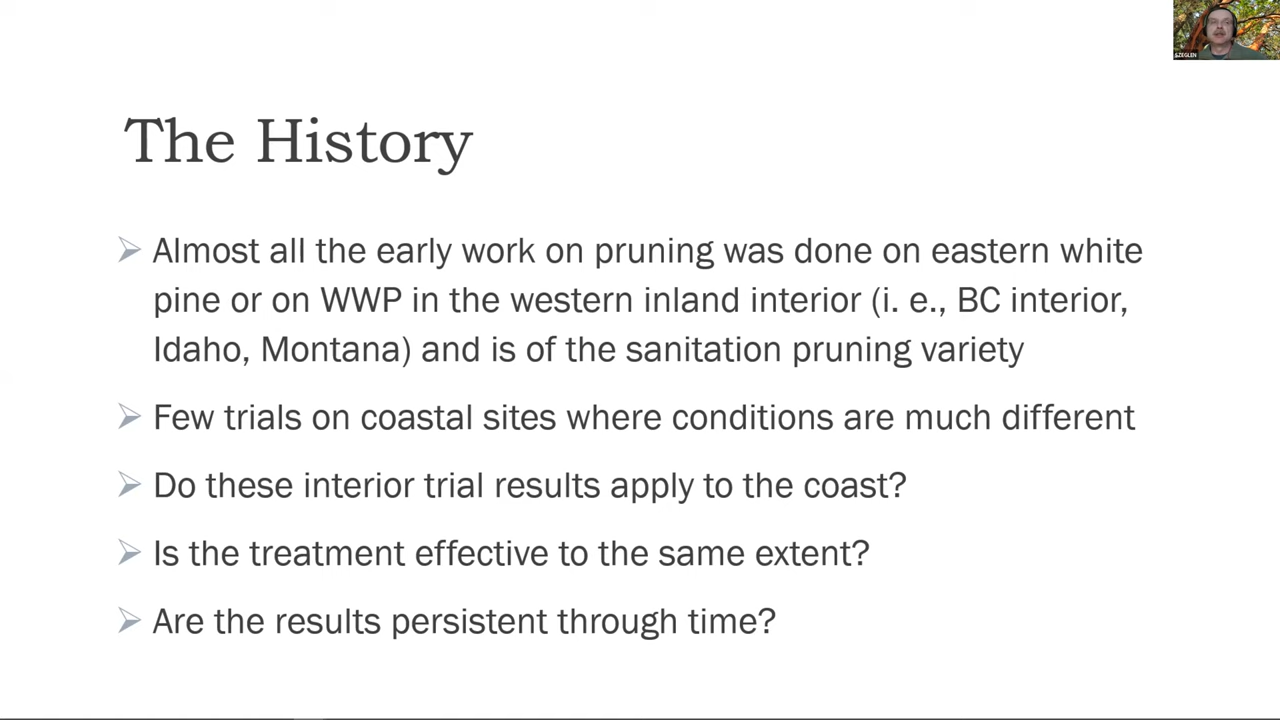 SZEGLEN
The History
Almost all the early work on pruning was done on eastern white
pine or on WWP in the western inland interior (i. e., BC interior,
Idaho, Montana) and is of the sanitation pruning variety
Few trials on coastal sites where conditions are much different
Do these interior trial results apply to the coast?
Is the treatment effective to the same extent?
Are the results persistent through time?